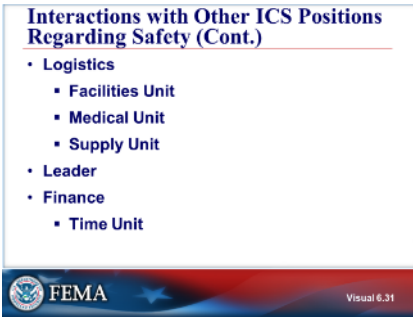 Interactions with Other ICS Positions
Regarding Safety (Cont.)
• Logistics
▪ Facilities Unit
▪ Medical Unit
▪ Supply Unit
• Leader
• Finance
▪ Time Unit
FEMA
Visual 6.31